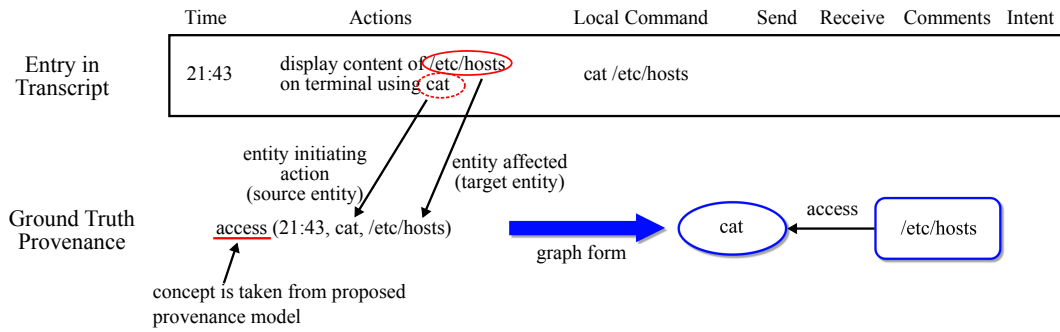 Time Actions Local Command Send Receive Comments Intent
Entry in
Transcript
21:43
display content of /etc/hosts
on terminal using cat
cat /etc/hosts
entity initiating
action
(source entity)
entity affected
(target entity)
Ground Truth
Provenance
access (21:43, cat, /etc/hosts)
graph form
cat
access
/etc/hosts
concept is taken from proposed
provenance model